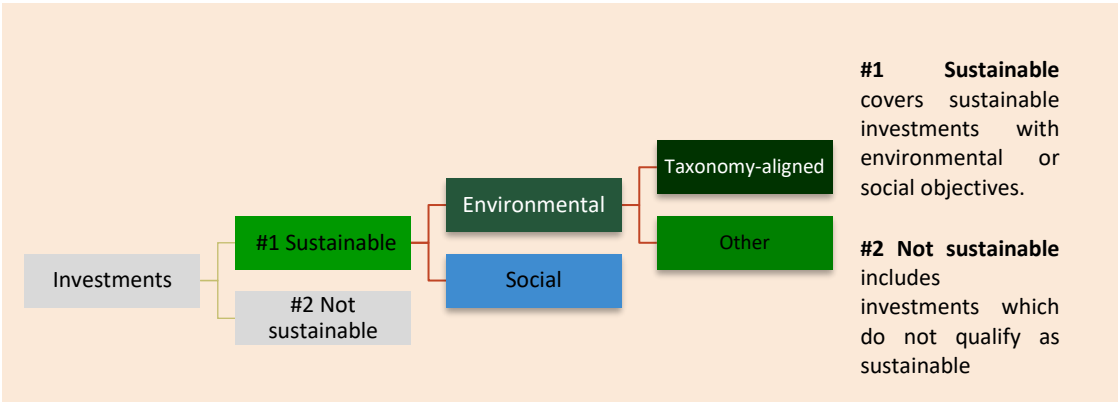 Investments
#1 Sustainable
#2 Not
sustainable
Environmental
Social
Taxonomy-aligned
Other
#1 Sustainable
covers sustainable
investments with
environmental or
social objectives.
#2 Not sustainable
includes
investments which
do not qualify as
sustainable